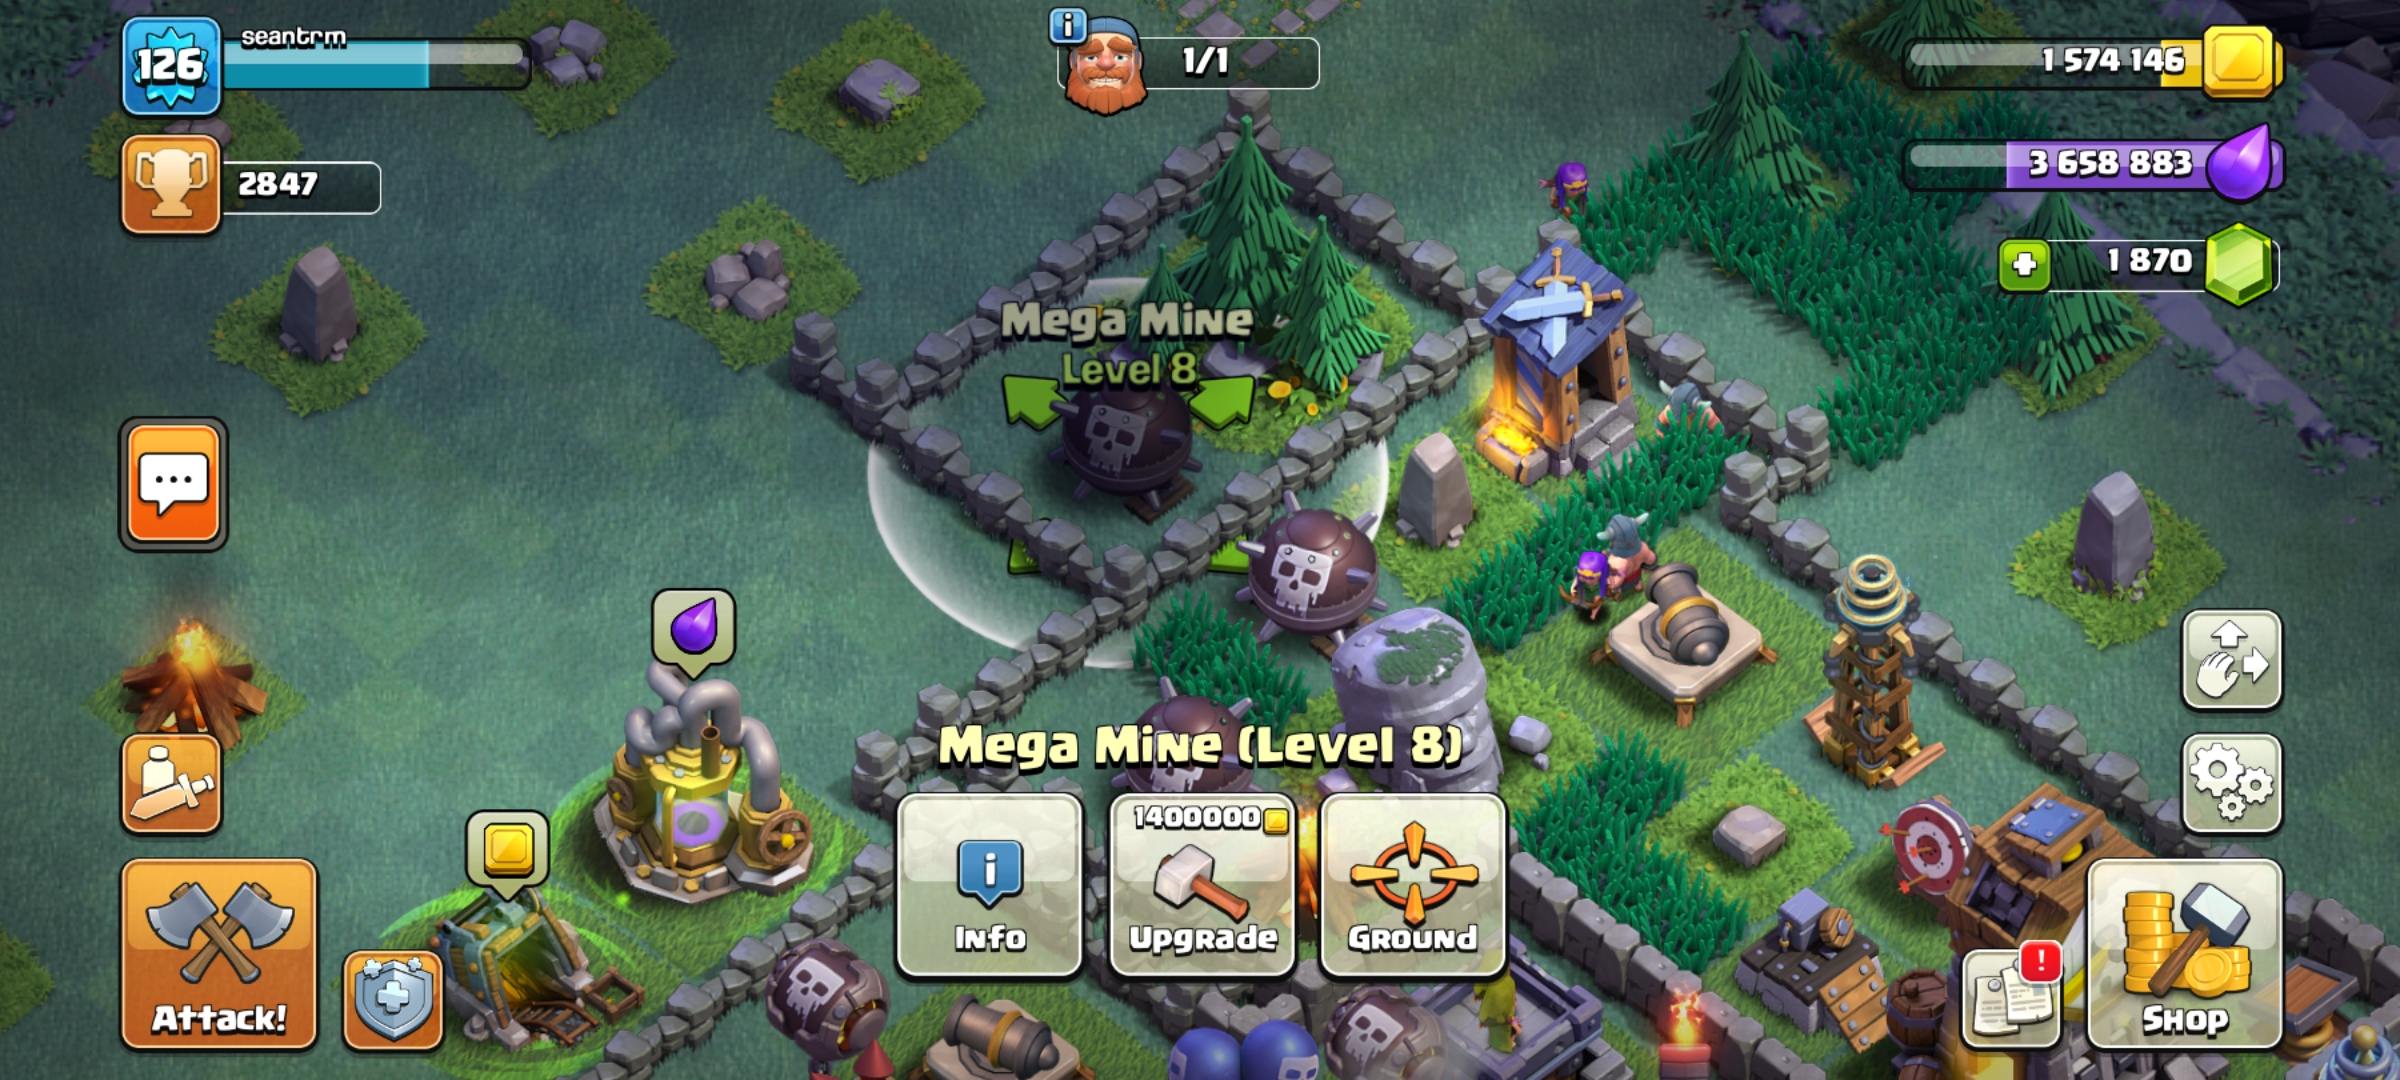 126
seantrm
1/1
1 574 146
2847
3 658 883
1 870
Mega Mine
Level 8
Mega Mine (Level 8)
1400000
Info
Upgrade
Ground
Attack!
Shop